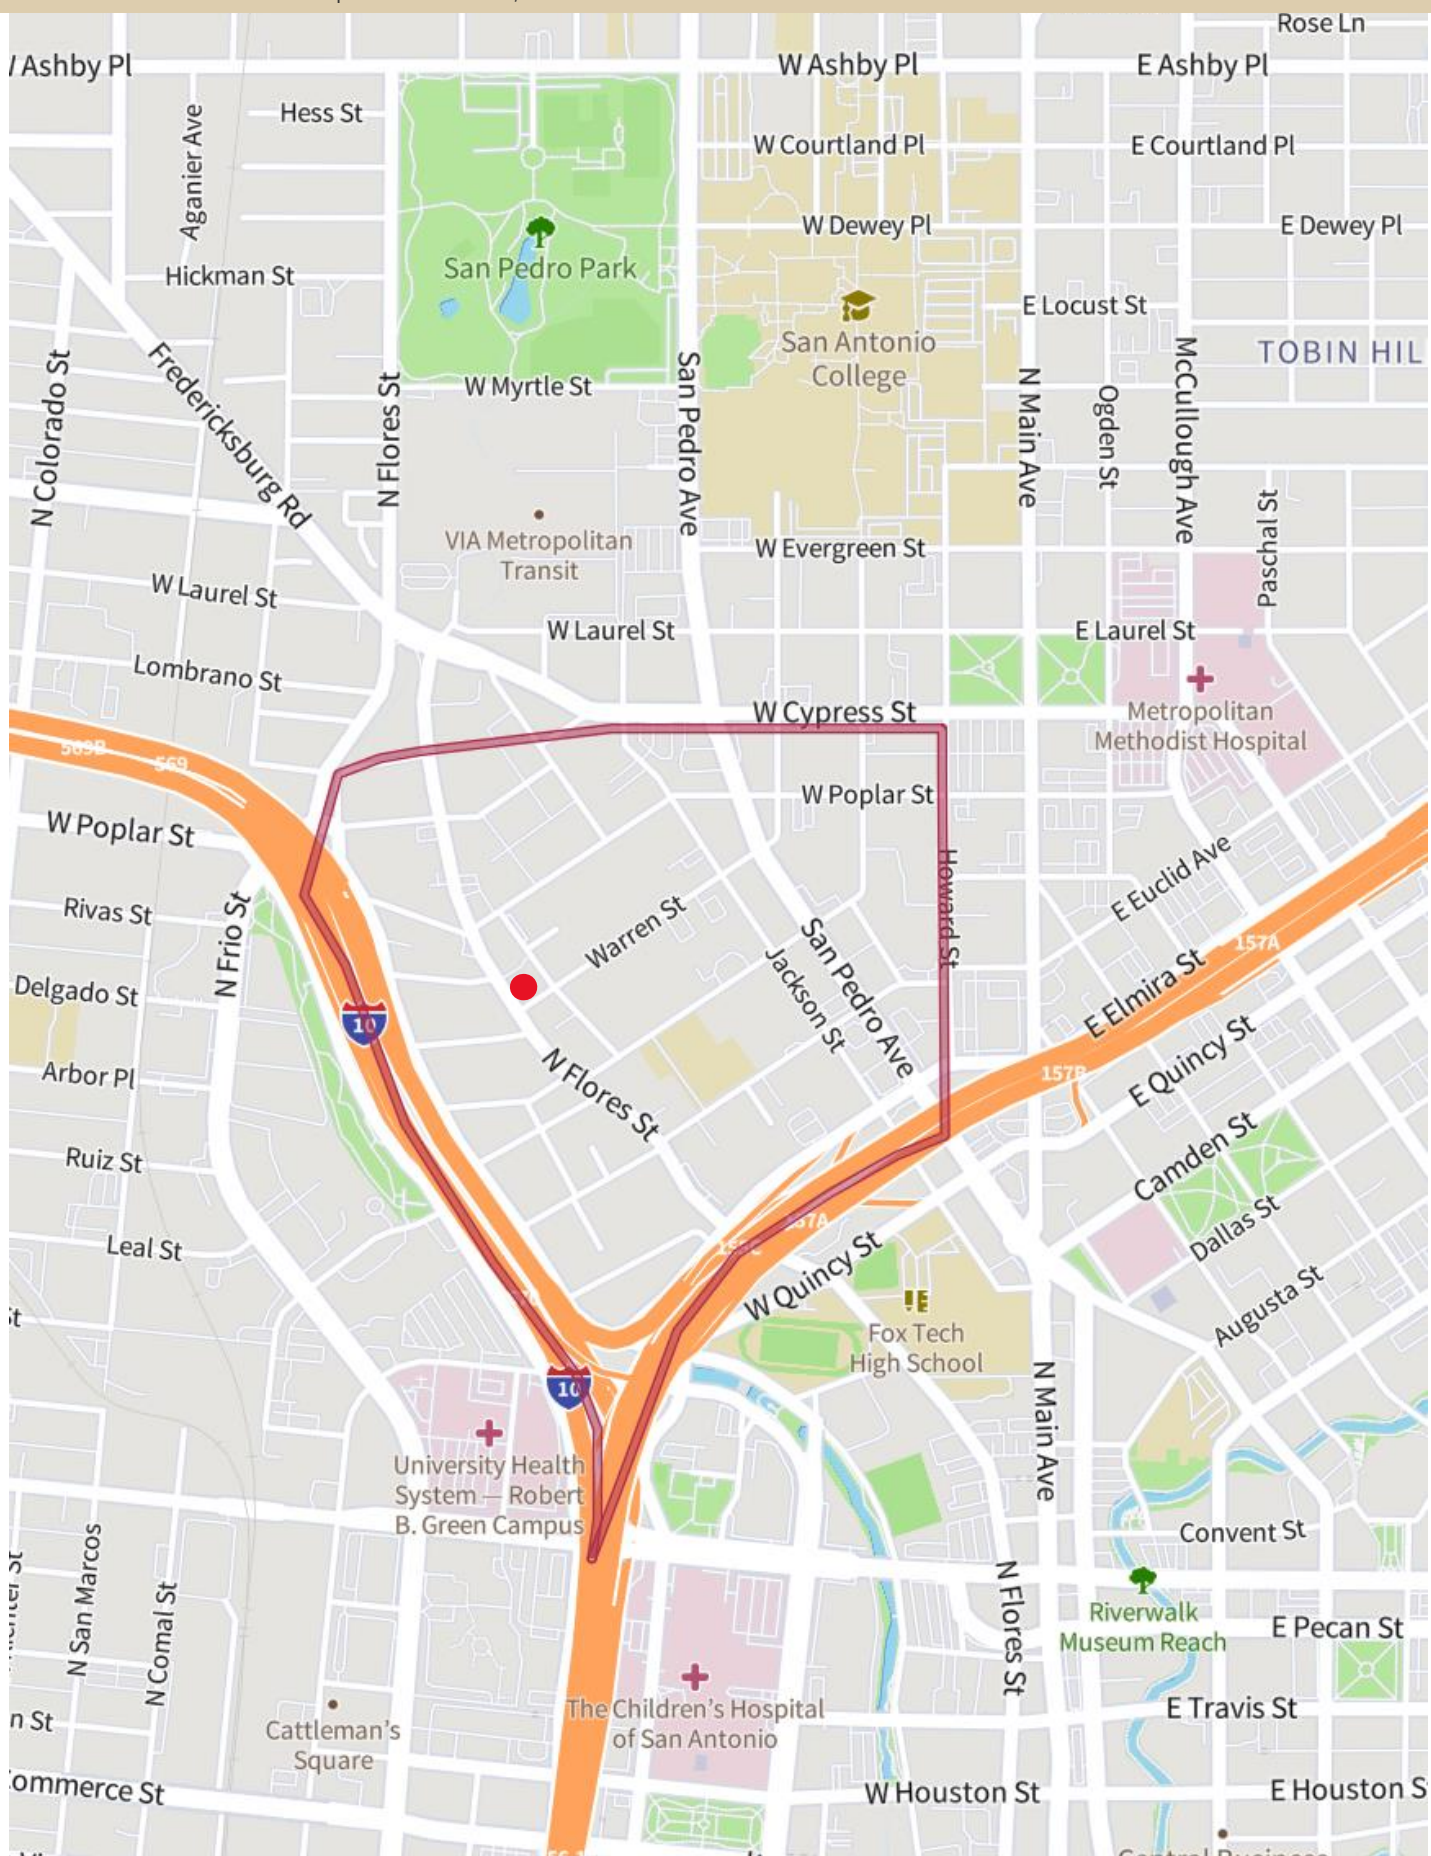 Rose Ln
Ashby Pl
W Ashby Pl
E Ashby Pl
Hess St
Aganier Ave
W Courtland Pl
E Courtland Pl
W Dewey Pl
E Dewey Pl
San Pedro Park
Hickman St
E Locust St
San Antonio
College
TOBIN HIL
N Colorado St
Fredericksburg Rd
N Flores St
W Myrtle St
San Pedro Ave
N Main Ave
Ogden St
McCullough Ave
Paschal St
VIA Metropolitan
Transit
W Evergreen St
W Laurel St
W Laurel St
E Laurel St
Lombrano St
W Cypress St
Metropolitan
Methodist Hospital
569B
569
W Poplar St
W Poplar St
E Euclid Ave
Howard St
Rivas St
N Frio St
Warren St
San Pedro Ave
Jackson St
157A
E Elmira St
Delgado St
10
Arbor Pl
N Flores St
157B
E Quincy St
Camden St
Ruiz St
Dallas St
157A
Leal St
W Quincy St
Augusta St
St
Fox Tech
High School
10
N Main Ave
University Health
System — Robert
B. Green Campus
N San Marcos
N Comal St
Convent St
N Flores St
Riverwalk
Museum Reach
E Pecan St
The Children's Hospital
of San Antonio
E Travis St
n St
Cattleman's
Square
Commerce St
W Houston St
E Houston S